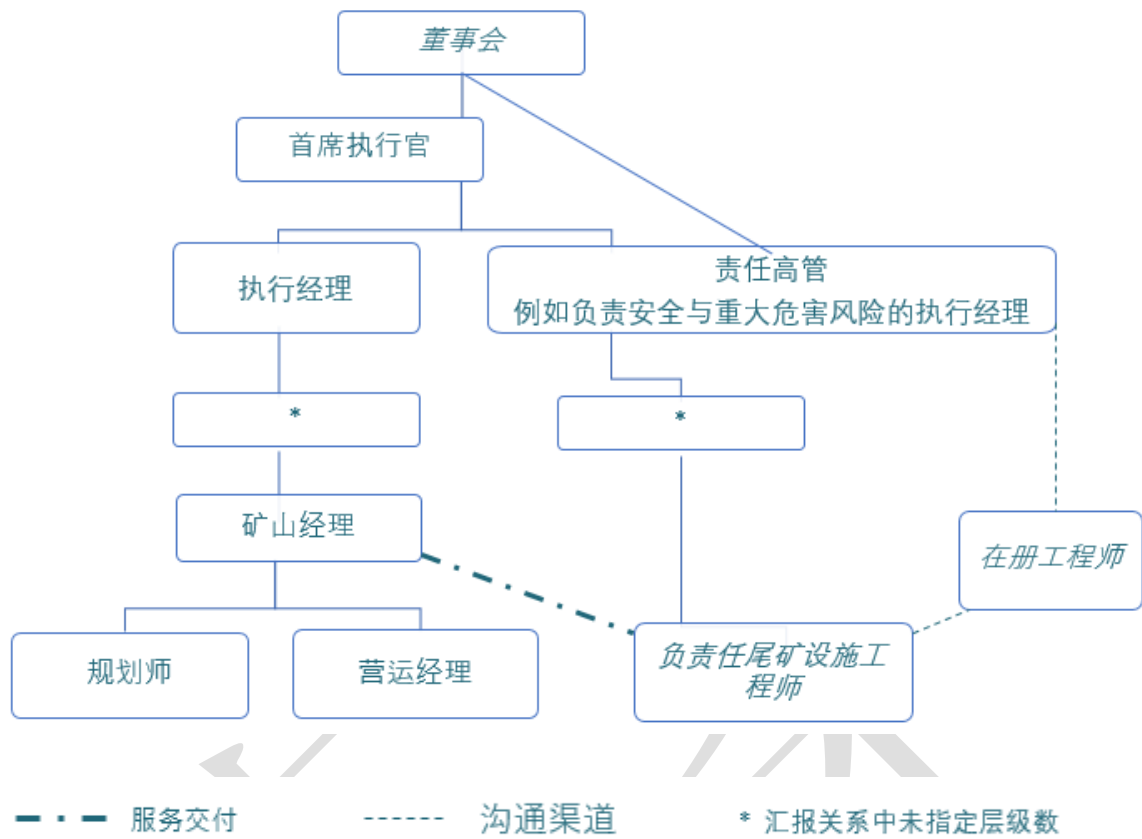 董事会
首席执行官
执行经理
责任高管
例如负责安全与重大危害风险的执行经理
*
*
矿山经理
在册工程师
规划师
营运经理
负责任尾矿设施工
程师
服务交付
沟通渠道
* 汇报关系中未指定层级数